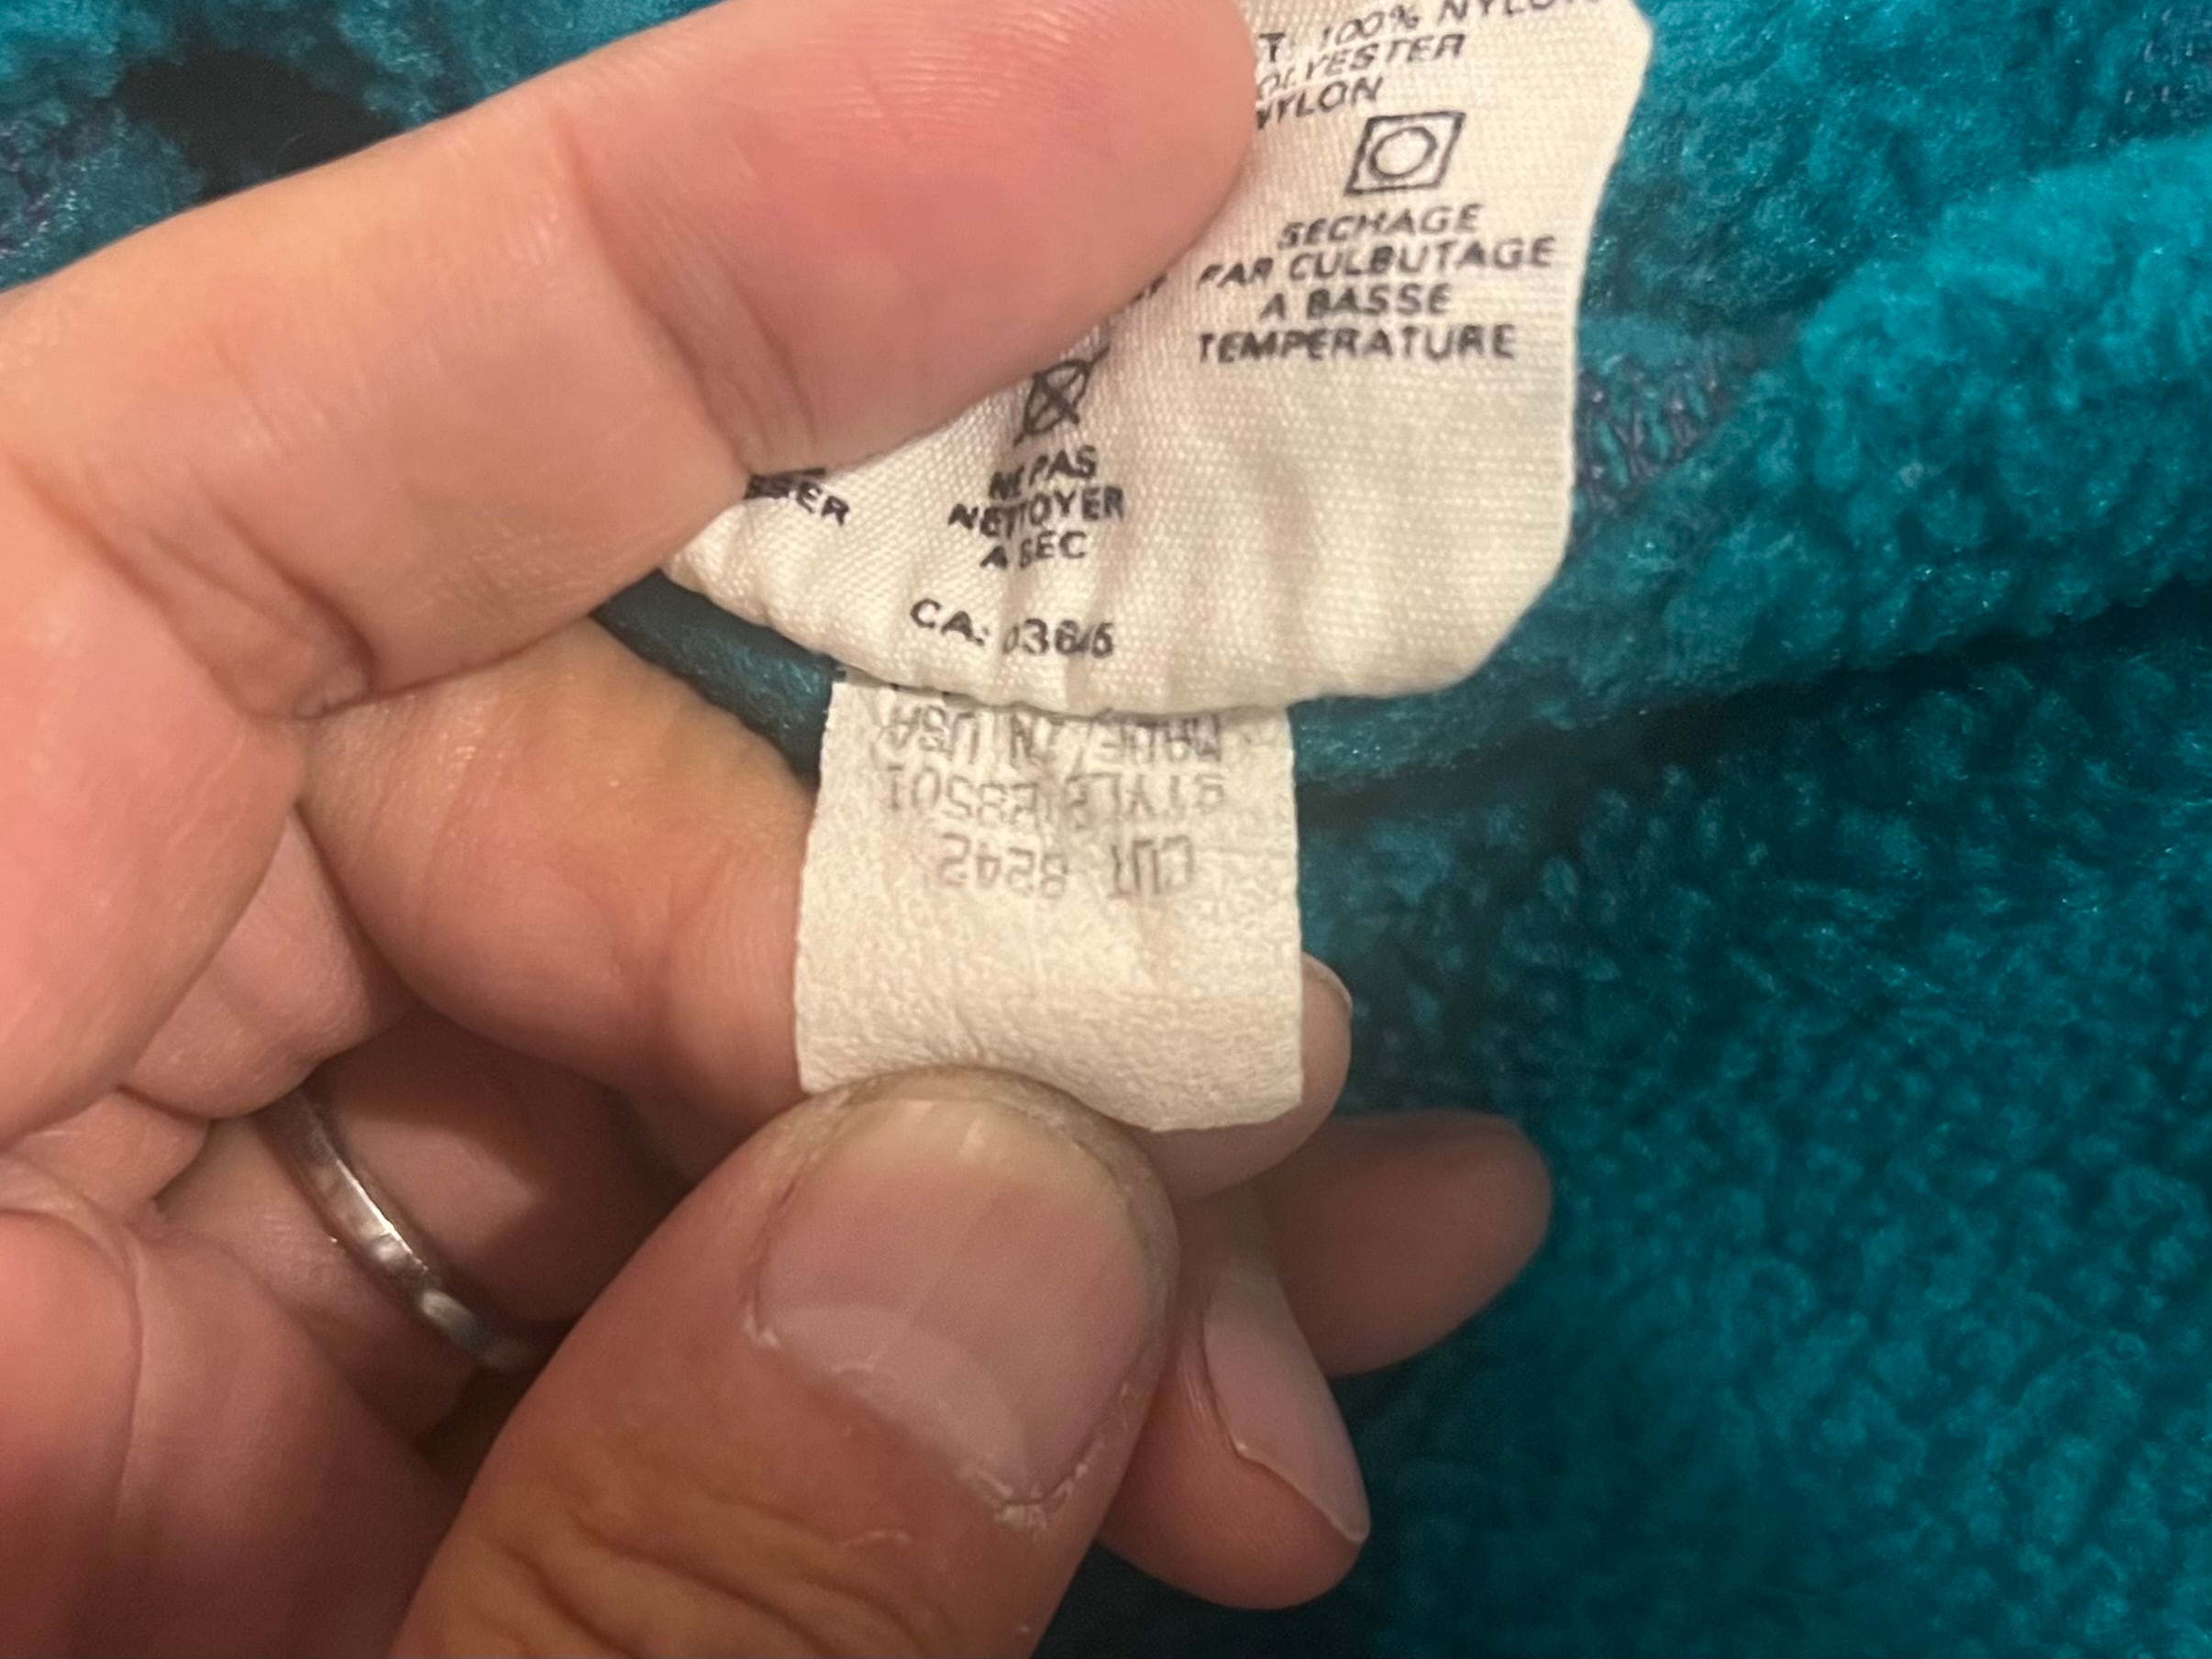 T: 100% NYLON
POLYESTER
NYLON
SECHAGE
PAR CULBUTAGE
A BASSE
TEMPERATURE
NE PAS
NETTOYER
A SEC
CA:
CUT 8242
STYLE
MADE IN USA